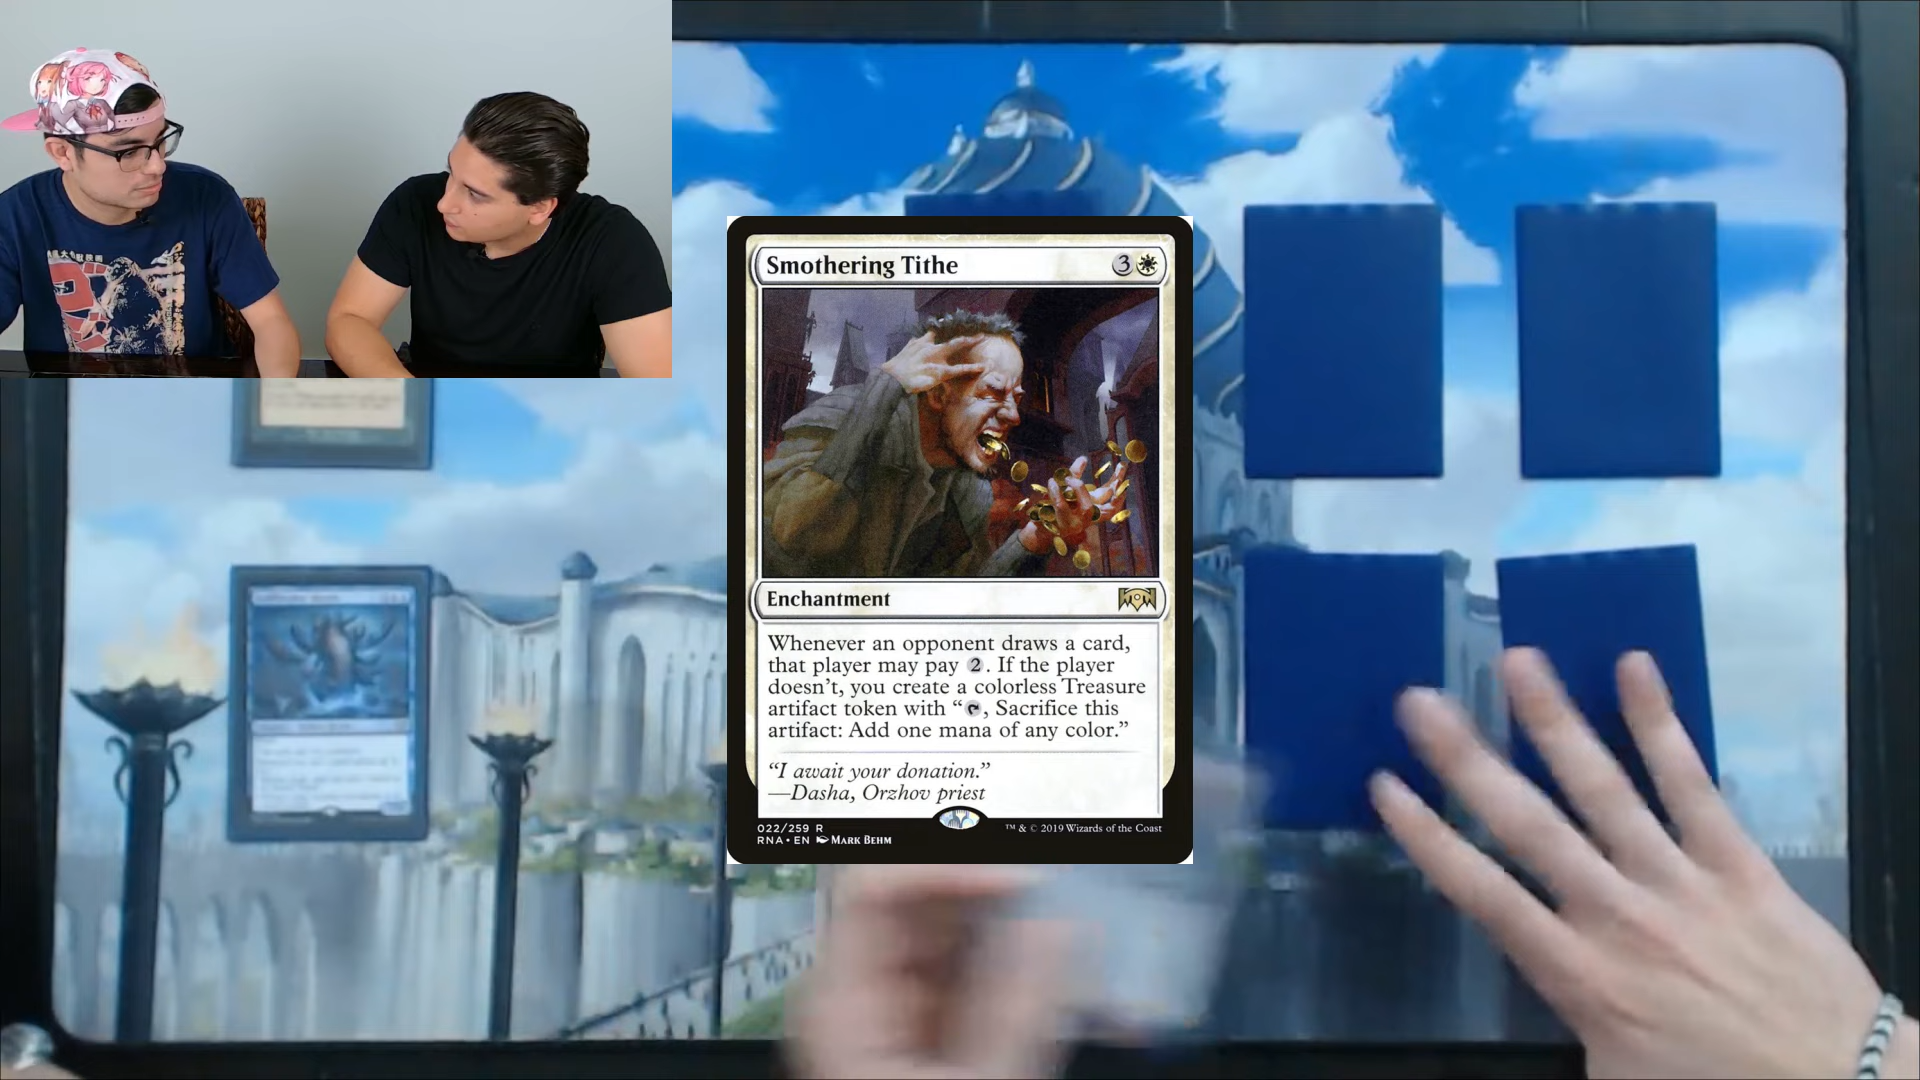 Smothering Tithe 3
Enchantment
Whenever an opponent draws a card,
that player may pay 2. If the player
doesn't, you create a colorless Treasure
artifact token with “, Sacrifice this
artifact: Add one mana of any color.”
“I await your donation.”
—Dasha, Orzhov priest
022/259 R
RNA • EN Mark Behm
™ & © 2019 Wizards of the Coast